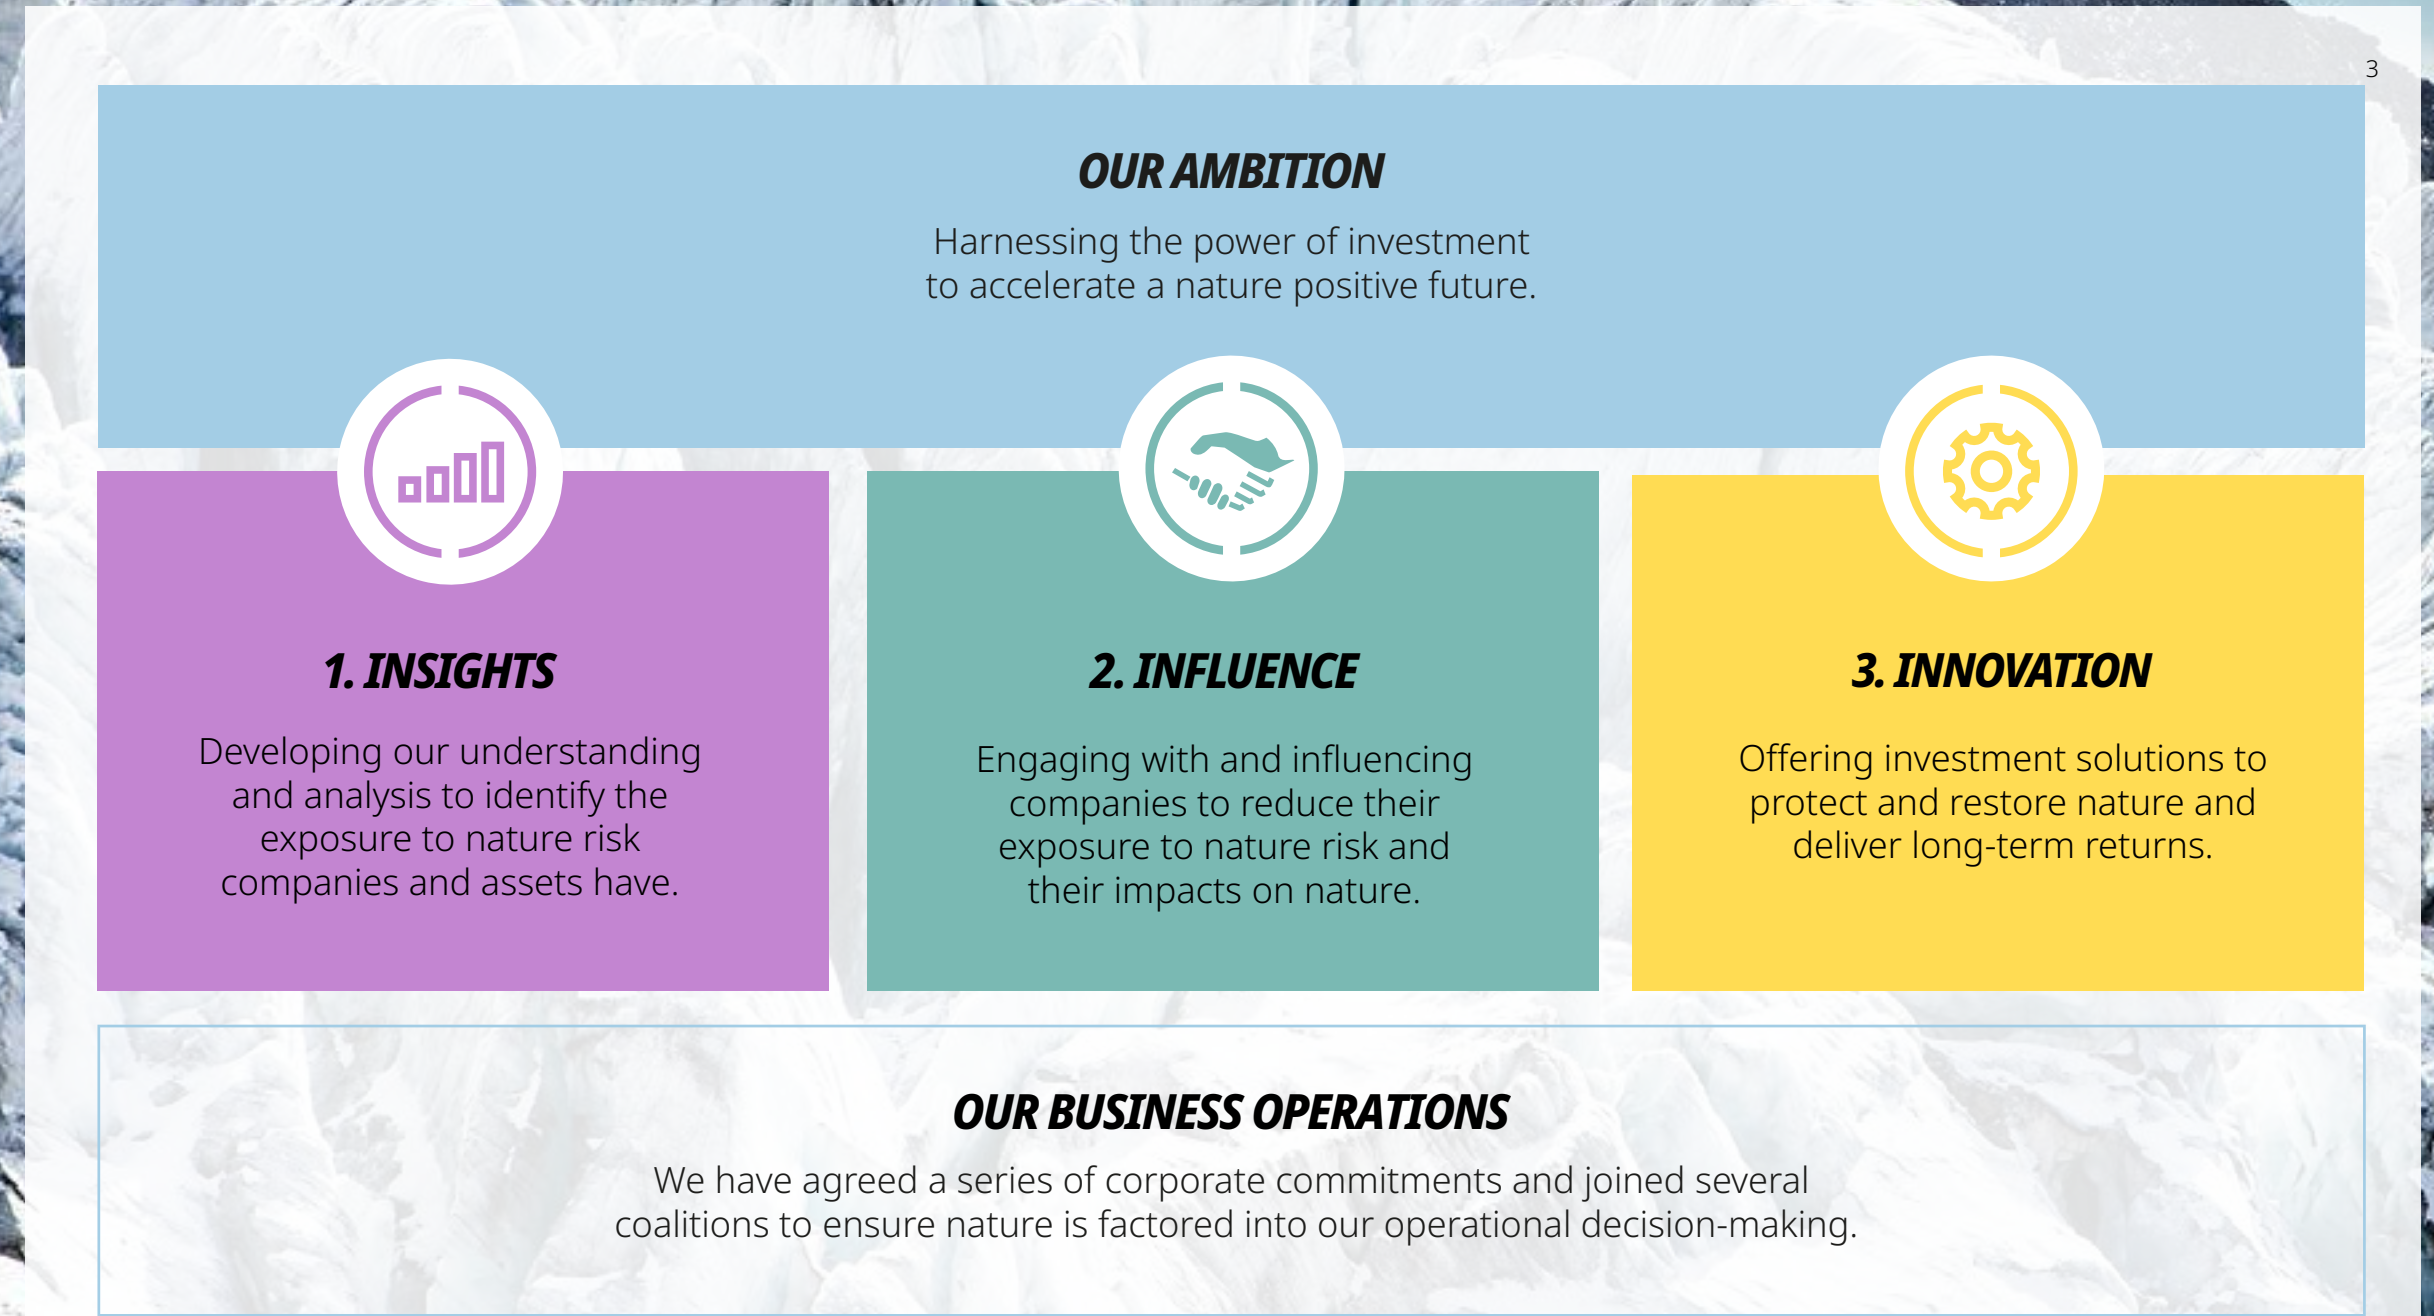 3
OUR AMBITION
Harnessing the power of investment
to accelerate a nature positive future.
1. INSIGHTS
Developing our understanding
and analysis to identify the
exposure to nature risk
companies and assets have.
2. INFLUENCE
Engaging with and influencing
companies to reduce their
exposure to nature risk and
their impacts on nature.
3. INNOVATION
Offering investment solutions to
protect and restore nature and
deliver long-term returns.
OUR BUSINESS OPERATIONS
We have agreed a series of corporate commitments and joined several
coalitions to ensure nature is factored into our operational decision-making.